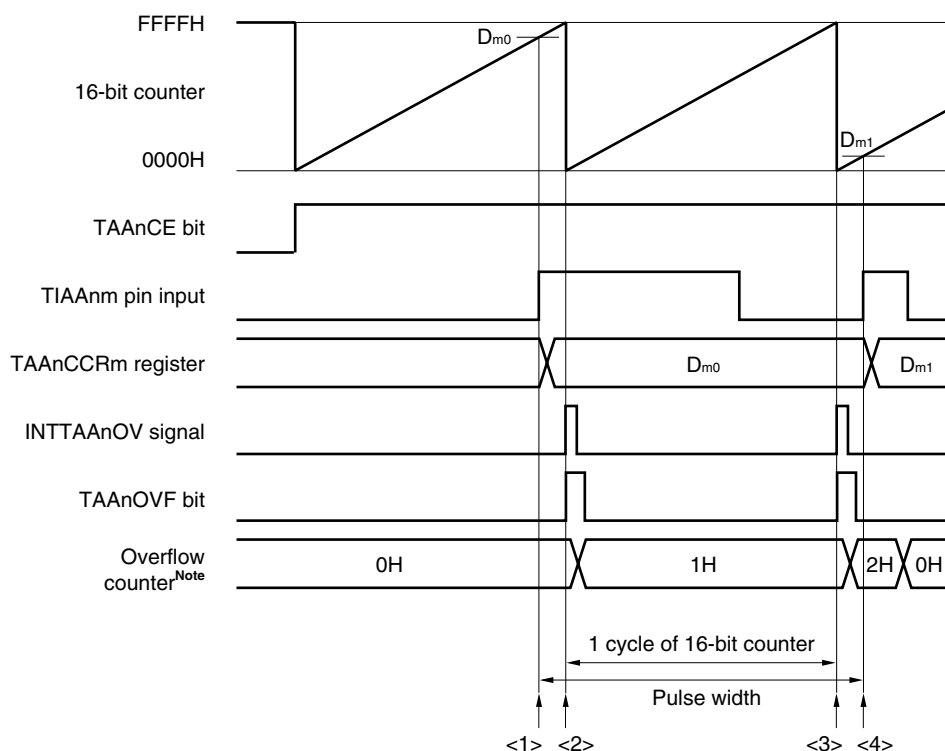 FFFFH
Dm0
16-bit counter
0000H
Dm1
TAAnCE bit
TIAAnm pin input
TAAnCCRm register
Dm0
Dm1
INTTAAnOV signal
TAAnOVF bit
Overflow
counterNote
0H
1H
2H
0H
1 cycle of 16-bit counter
Pulse width
<1> <2> <3> <4>